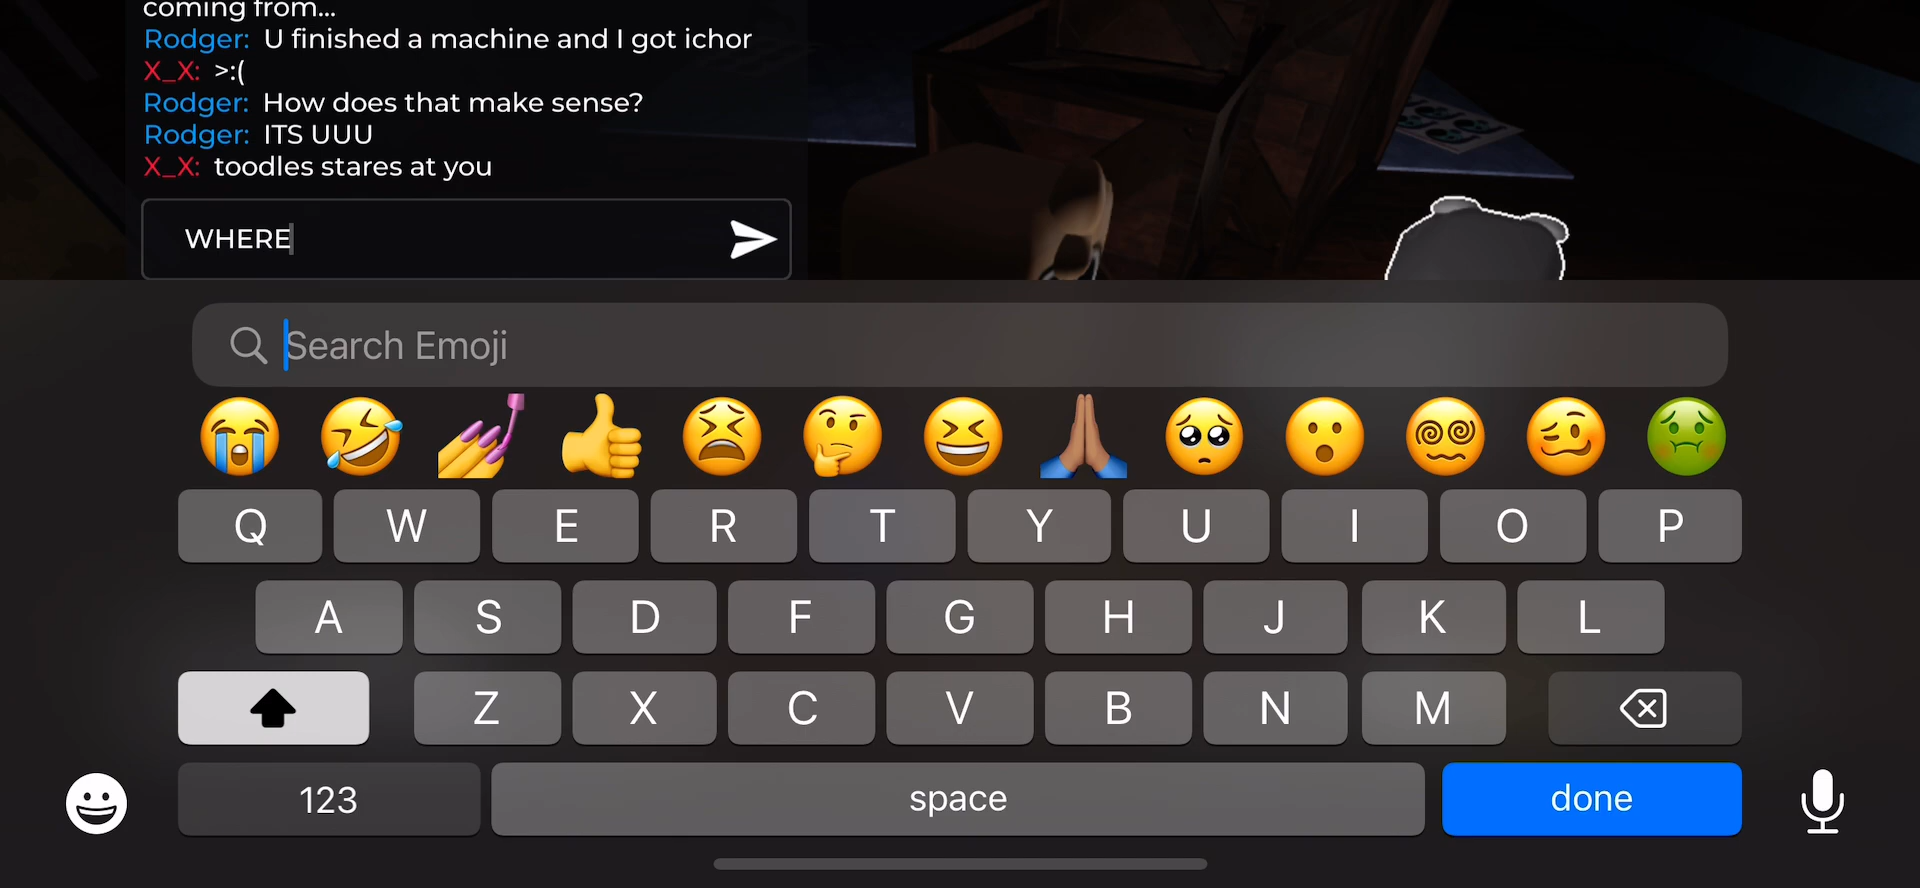 coming from...
Rodger: U finished a machine and I got ichor
X_X: >:(
Rodger: How does that make sense?
Rodger: ITS UUU
X_X: toodles stares at you
WHERE
Search Emoji
Q W E R T Y U I O P
A S D F G H J K L
Z X C V B N M
123 space done